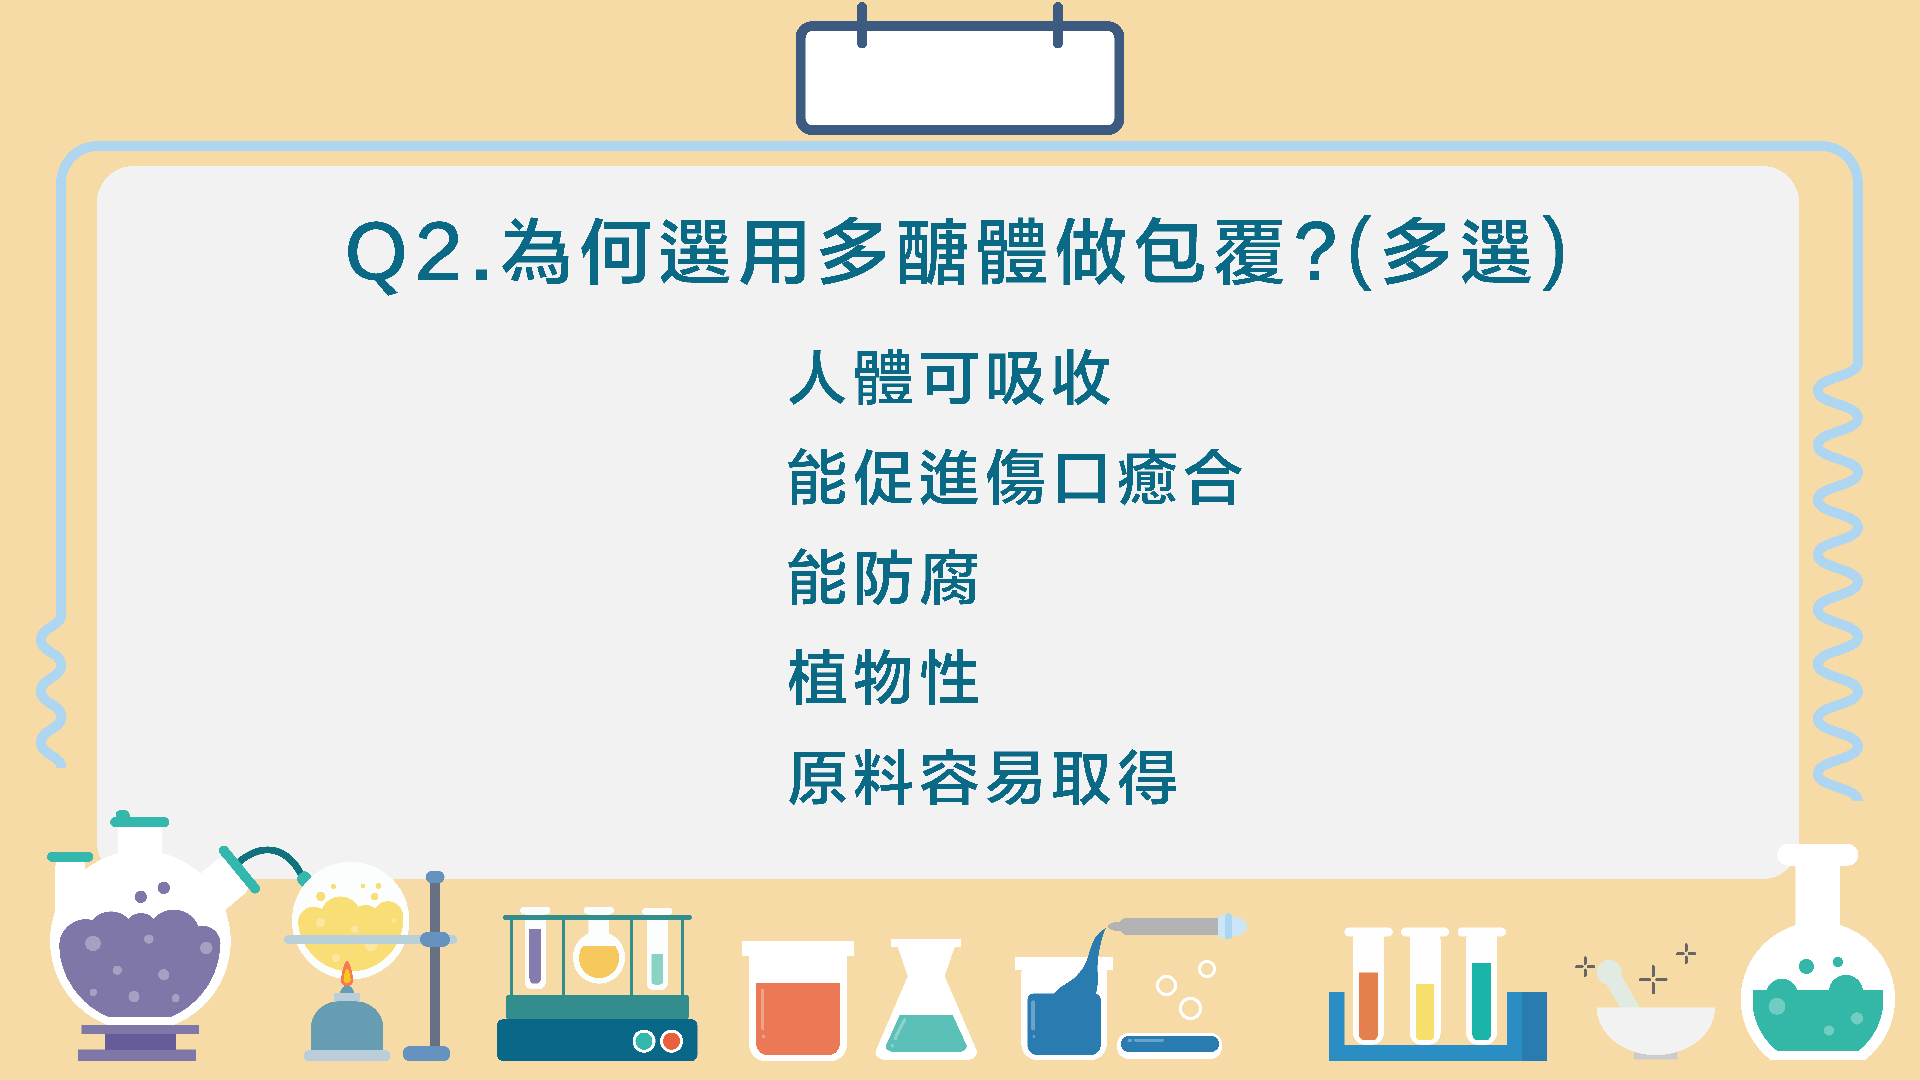 Q2.為何選用多醣體做包覆?(多選)
人體可吸收
能促進傷口癒合
能防腐
植物性
原料容易取得